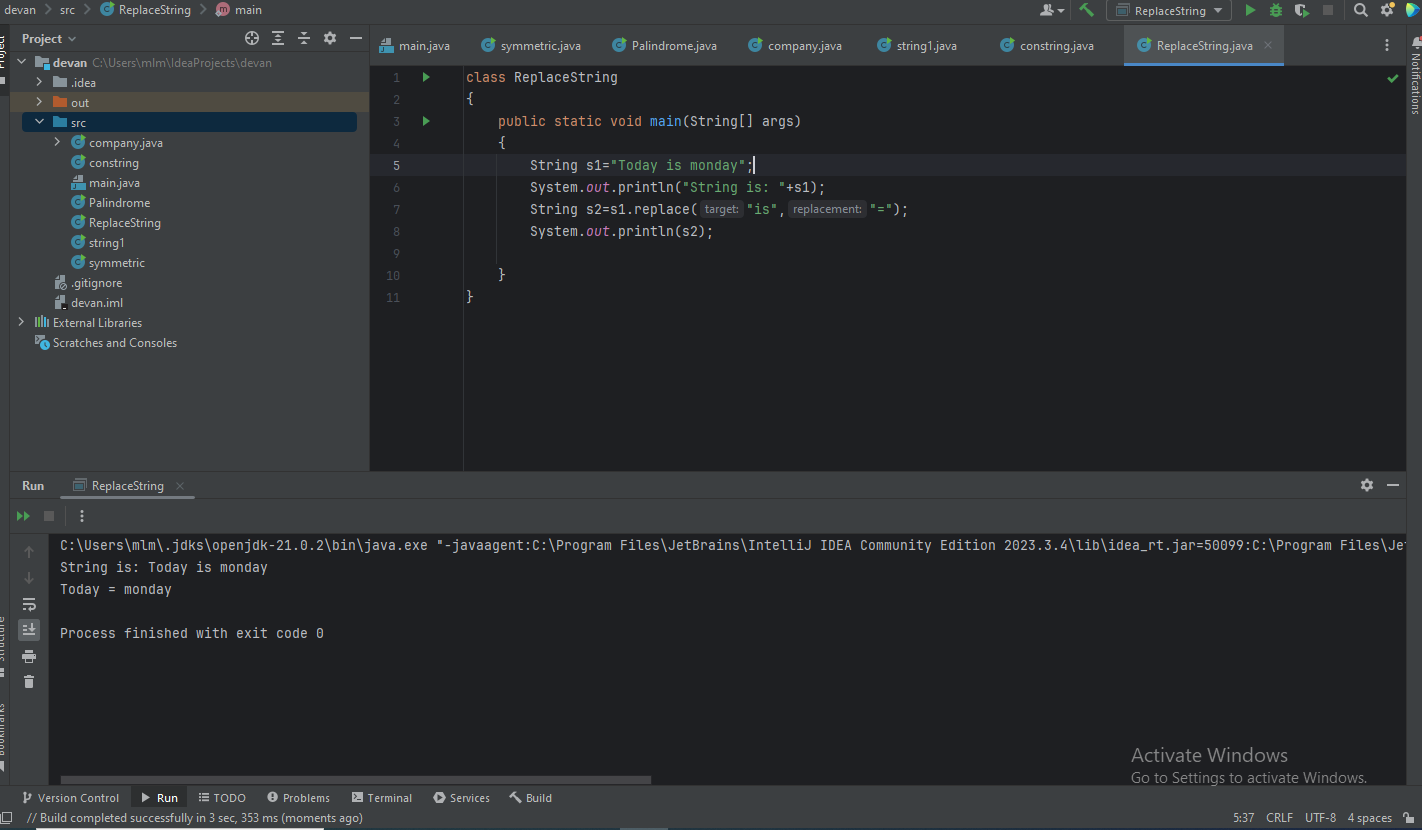 devan src ReplaceString main ReplaceString
Project
main.java symmetric.java Palindrome.java company.java string1.java constring.java ReplaceString.java
devan C:\Users\mlm\IdeaProjects\devan
.idea
out
src
company.java
constring
main.java
Palindrome
ReplaceString
string1
symmetric
.gitignore
devan.iml
External Libraries
Scratches and Consoles
1 class ReplaceString
2 {
3 public static void main(String[] args)
4 {
5 String s1="Today is monday";
6 System.out.println("String is: "+s1);
7 String s2=s1.replace( target: "is", replacement: "=");
8 System.out.println(s2);
9
10 }
11 }
Notifications
Run ReplaceString
C:\Users\mlm\.jdks\openjdk-21.0.2\bin\java.exe "-javaagent:C:\Program Files\JetBrains\IntelliJ IDEA Community Edition 2023.3.4\lib\idea_rt.jar=50099:C:\Program Files\Jet
String is: Today is monday
Today = monday
Process finished with exit code 0
Activate Windows
Go to Settings to activate Windows.
Version Control Run TODO Problems Terminal Services Build
// Build completed successfully in 3 sec, 353 ms (moments ago) 5:37 CRLF UTF-8 4 spaces